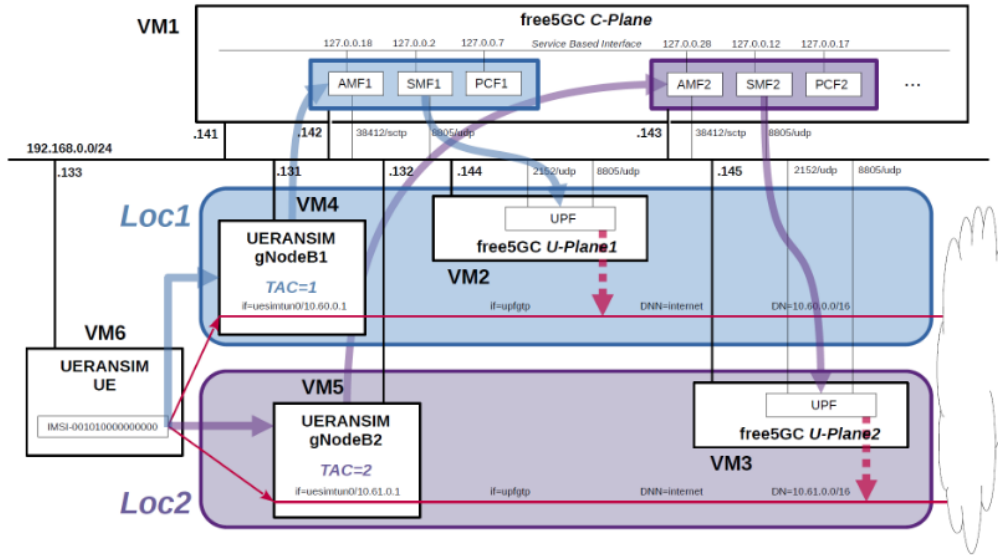 free5GC C-Plane
VM1
127.0.0.18
127.0.0.2
127.0.0.7
Service Based Interface
127.0.0.28
127.0.0.12
127.0.0.17
AMF1
SMF1
PCF1
AMF2
SMF2
PCF2
...
.141
.142
38412/sctp
8805/udp
.143
38412/sctp
8805/udp
192.168.0.0/24
.133
.131
.132
.144
2152/udp
8805/udp
.145
2152/udp
8805/udp
Loc1
VM4
UERANSIM
gNodeB1
TAC=1
if=uesimtun0/10.60.0.1
UPF
free5GC U-Plane1
VM2
if=upfgtp
DNN=internet
DN=10.60.0.0/16
VM6
UERANSIM
UE
IMSI-001010000000000
VM5
UERANSIM
gNodeB2
TAC=2
if=uesimtun0/10.61.0.1
UPF
free5GC U-Plane2
VM3
Loc2
if=upfgtp
DNN=internet
DN=10.61.0.0/16